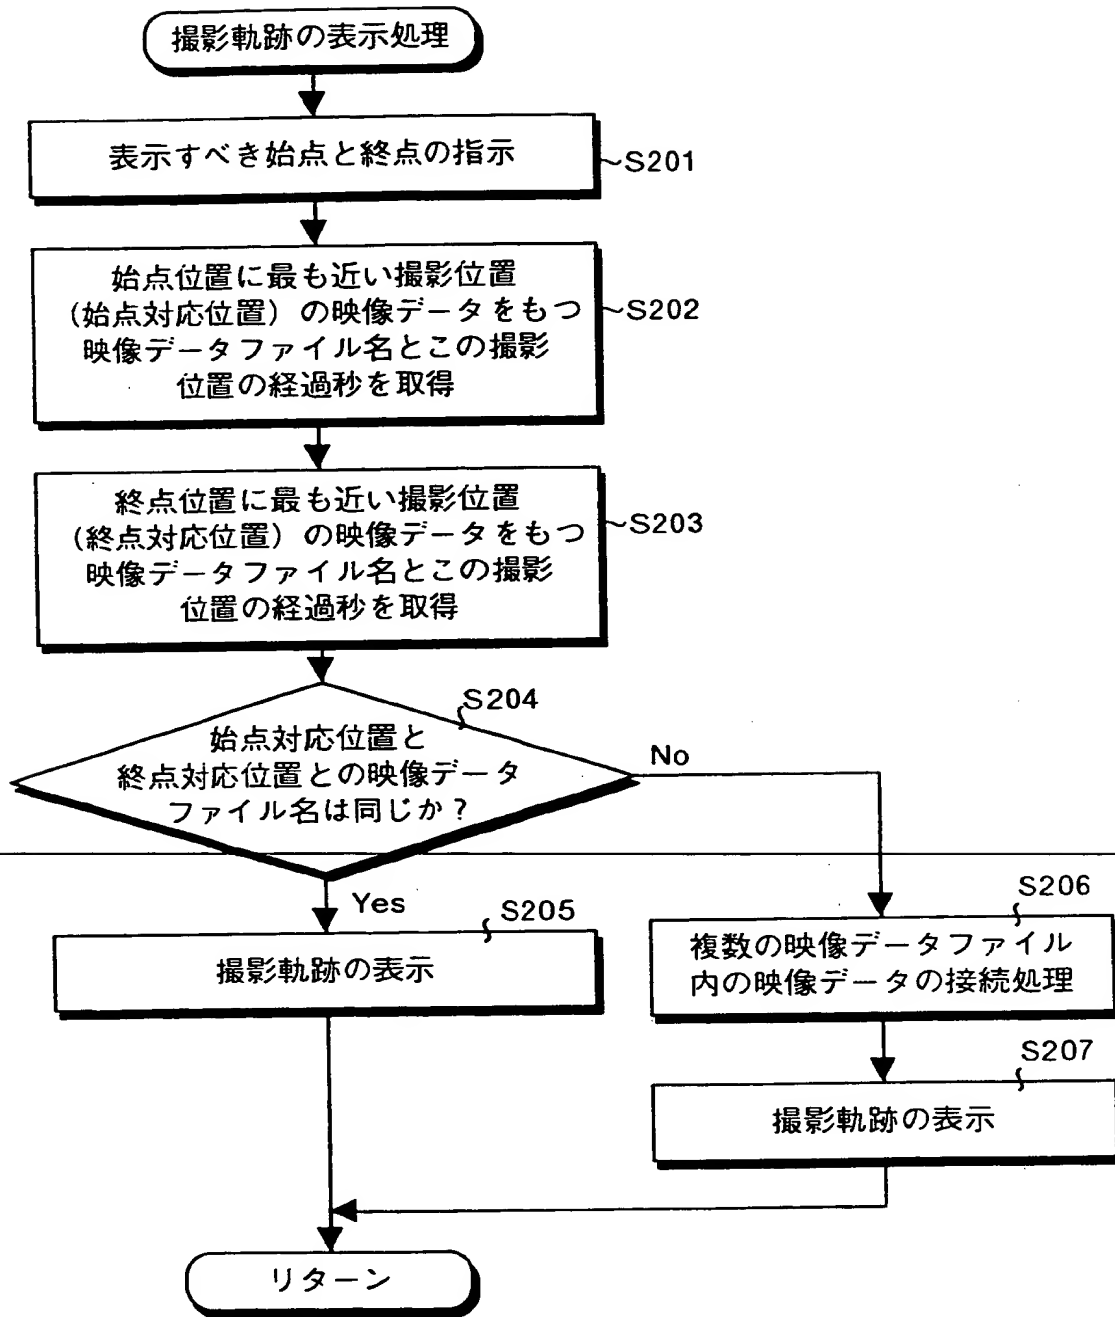 撮影軌跡の表示処理
表示すべき始点と終点の指示
S201
始点位置に最も近い撮影位置
(始点対応位置)の映像データをもつ
映像データファイル名とこの撮影
位置の経過秒を取得
S202
終点位置に最も近い撮影位置
(終点対応位置)の映像データをもつ
映像データファイル名とこの撮影
位置の経過秒を取得
S203
S204
始点対応位置と
終点対応位置との映像データ
ファイル名は同じか?
No
Yes
S205
撮影軌跡の表示
S206
複数の映像データファイル
内の映像データの接続処理
S207
撮影軌跡の表示
リターン